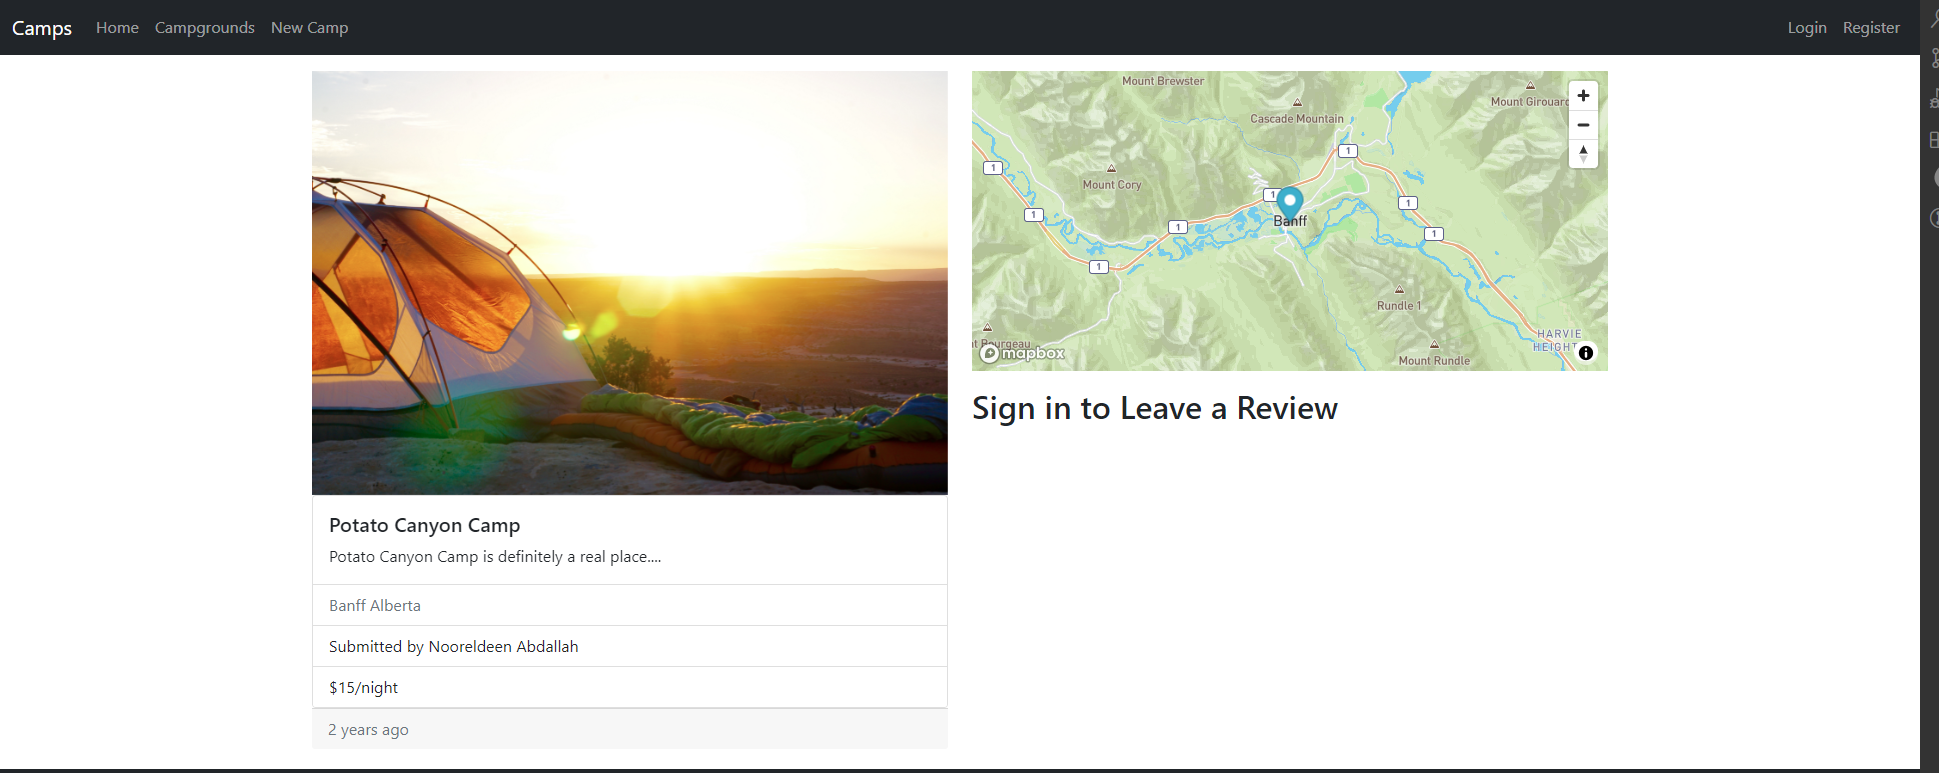 Camps Home Campgrounds New Camp Login Register
Mount Brewster
Mount Girouard
Cascade Mountain
1
1
Mount Cory
1
1
1
1
Banff
1
1
1
Rundle 1
HARVIE
HEIGHT
nt Bourgeau
mapbox
Mount Rundle
Sign in to Leave a Review
Potato Canyon Camp
Potato Canyon Camp is definitely a real place....
Banff Alberta
Submitted by Nooreldeen Abdallah
$15/night
2 years ago